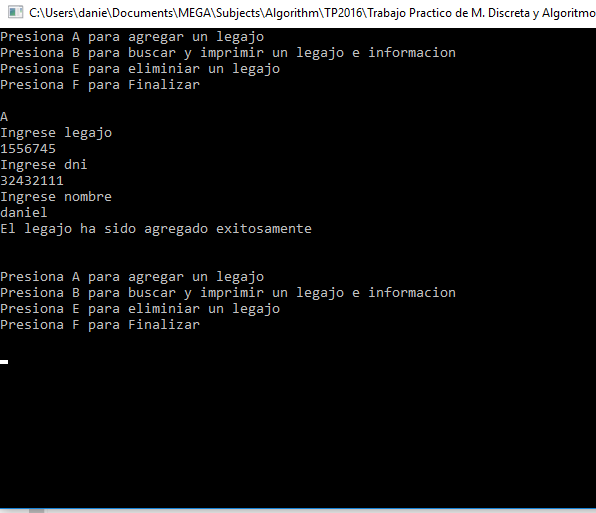 C:\Users\danie\Documents\MEGA\Subjects\Algorithm\TP2016\Trabajo Practico de M. Discreta y Algoritmo
Presiona A para agregar un legajo
Presiona B para buscar y imprimir un legajo e informacion
Presiona E para eliminiar un legajo
Presiona F para Finalizar
A
Ingrese legajo
1556745
Ingrese dni
32432111
Ingrese nombre
daniel
El legajo ha sido agregado exitosamente
Presiona A para agregar un legajo
Presiona B para buscar y imprimir un legajo e informacion
Presiona E para eliminiar un legajo
Presiona F para Finalizar